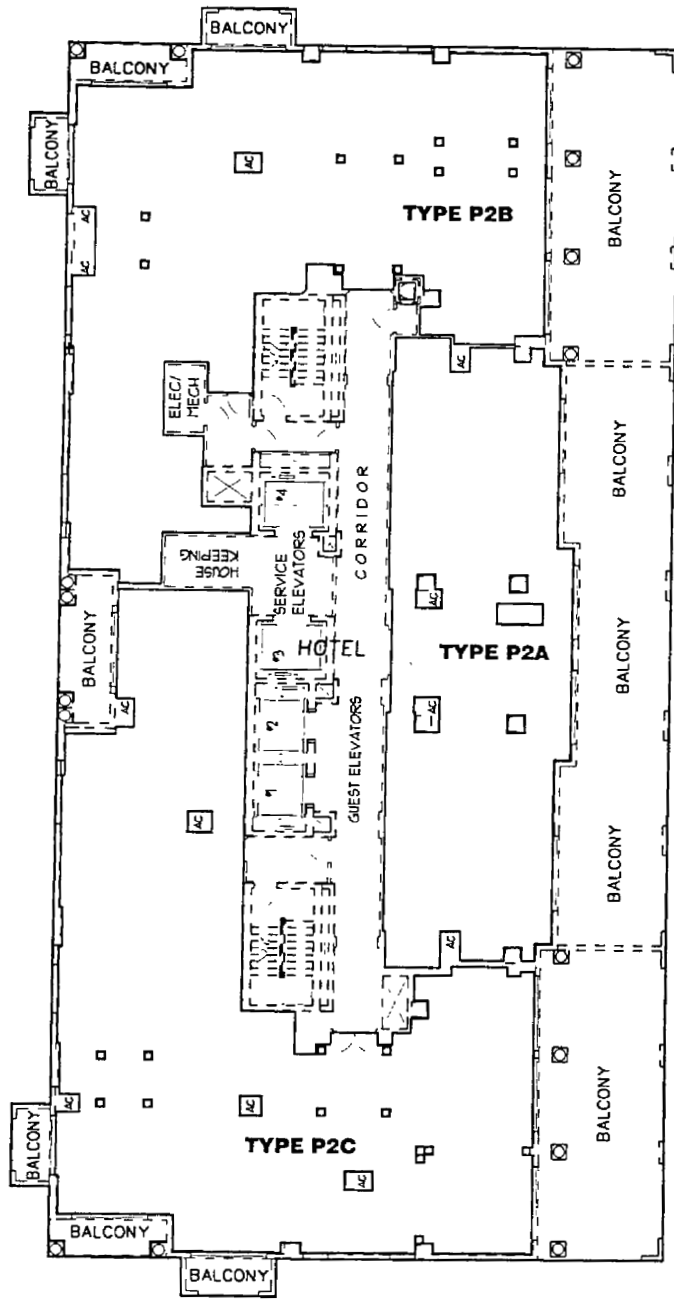 BALCONY
BALCONY
BALCONY
AC
AC
AC
TYPE P2B
BALCONY
AC
AC
ELEC/
MECH
BALCONY
#4
CORRIDOR
HOUSE
KEEPING
SERVICE
ELEVATORS
AC
#3
HOTEL
TYPE P2A
BALCONY
BALCONY
AC
AC
#2
GUEST ELEVATORS
#1
AC
BALCONY
AC
AC
AC
BALCONY
BALCONY
TYPE P2C
AC
BALCONY
BALCONY